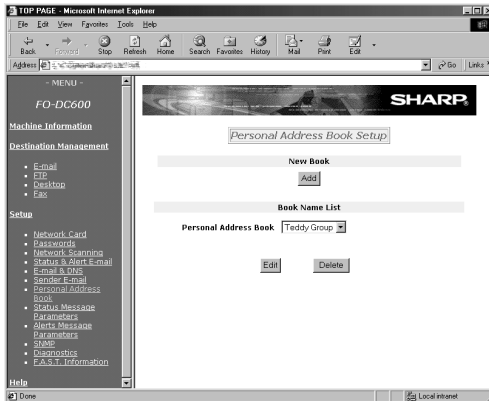 TOP PAGE - Microsoft Internet Explorer
File Edit View Favorites Tools Help
Back Forward Stop Refresh Home Search Favorites History Mail Print Edit
Address Go Links »
- MENU -
FO-DC600
Machine Information
Destination Management
E-mail
FTP
Desktop
Fax
Setup
Network Card
Passwords
Network Scanning
Status & Alert E-mail
E-mail & DNS
Sender E-mail
Personal Address
Book
Status Message
Parameters
Alerts Message
Parameters
SNMP
Diagnostics
F.A.S.T. Information
Help
SHARP®
Personal Address Book Setup
New Book
Add
Book Name List
Personal Address Book Teddy Group
Edit Delete
Done Local intranet